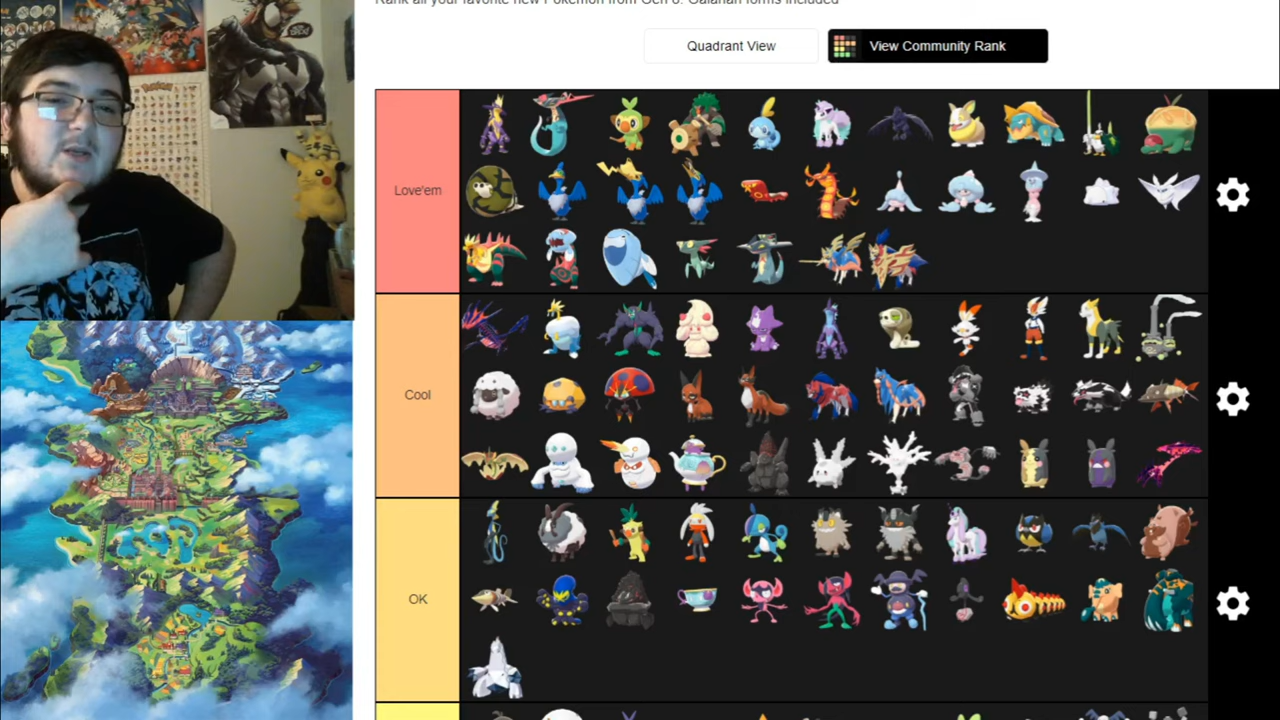 Rank all your favorite new Pokemon from Gen 8. Galarian forms included
Quadrant View
View Community Rank
Love'em
Cool
OK